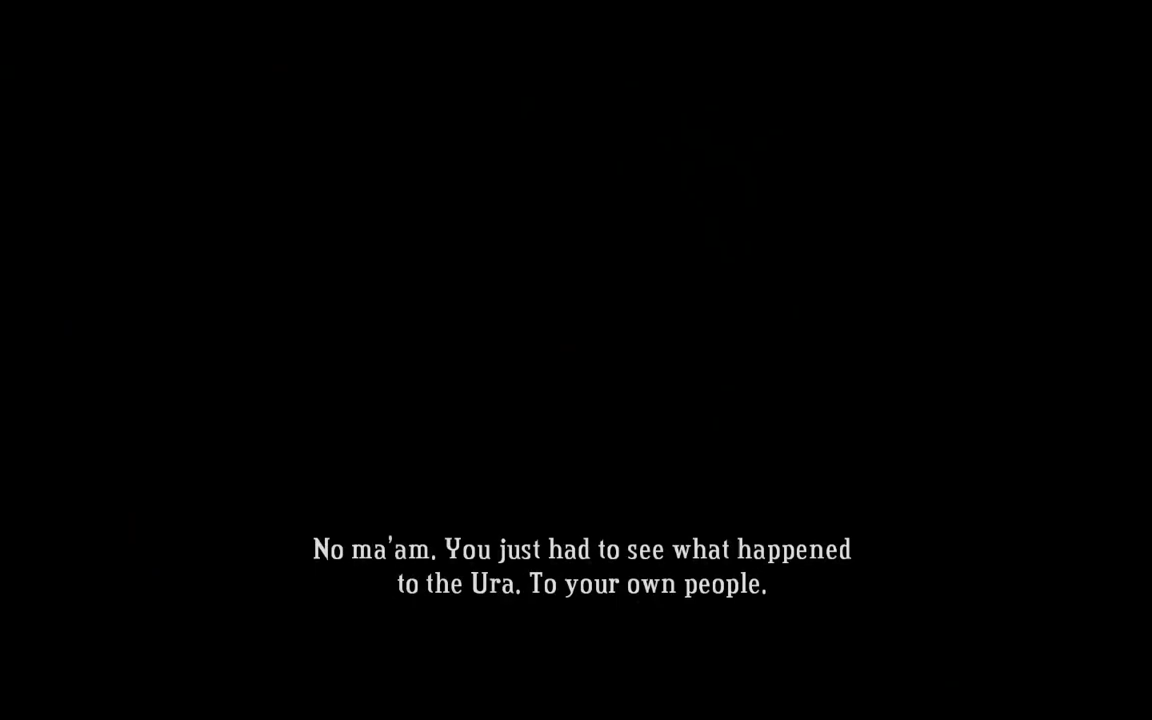 No ma'am. You just had to see what happened
to the Ura. To your own people.